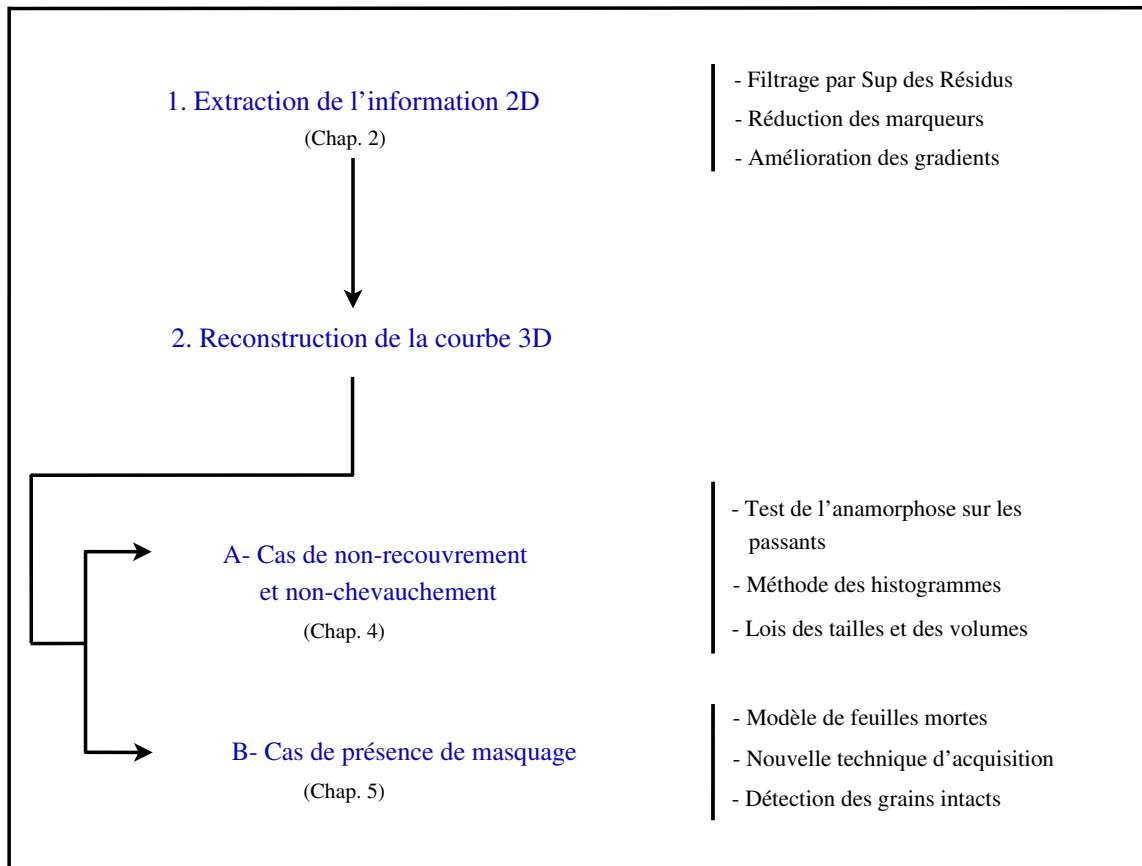 1. Extraction de l’information 2D
(Chap. 2)
- Filtrage par Sup des Résidus
- Réduction des marqueurs
- Amélioration des gradients
2. Reconstruction de la courbe 3D
A- Cas de non-recouvrement
et non-chevauchement
(Chap. 4)
- Test de l’anamorphose sur les
passants
- Méthode des histogrammes
- Lois des tailles et des volumes
B- Cas de présence de masquage
(Chap. 5)
- Modèle de feuilles mortes
- Nouvelle technique d’acquisition
- Détection des grains intacts